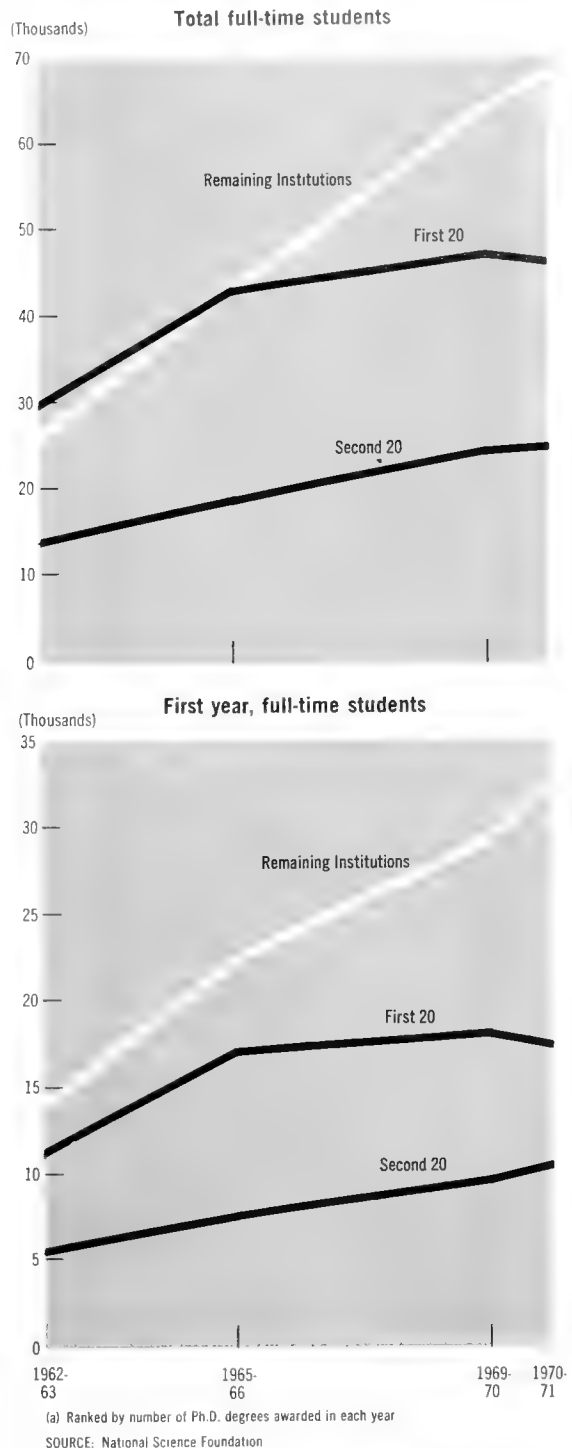 Total full-time students
(Thousands)
70
60
Remaining Institutions
50
First 20
40
30
Second 20
20
10
0
First year, full-time students
(Thousands)
35
30
Remaining Institutions
25
20
First 20
15
Second 20
10
5
0
1962-63
1965-66
1969-70
1970-71
(a) Ranked by number of Ph.D. degrees awarded in each year
SOURCE: National Science Foundation